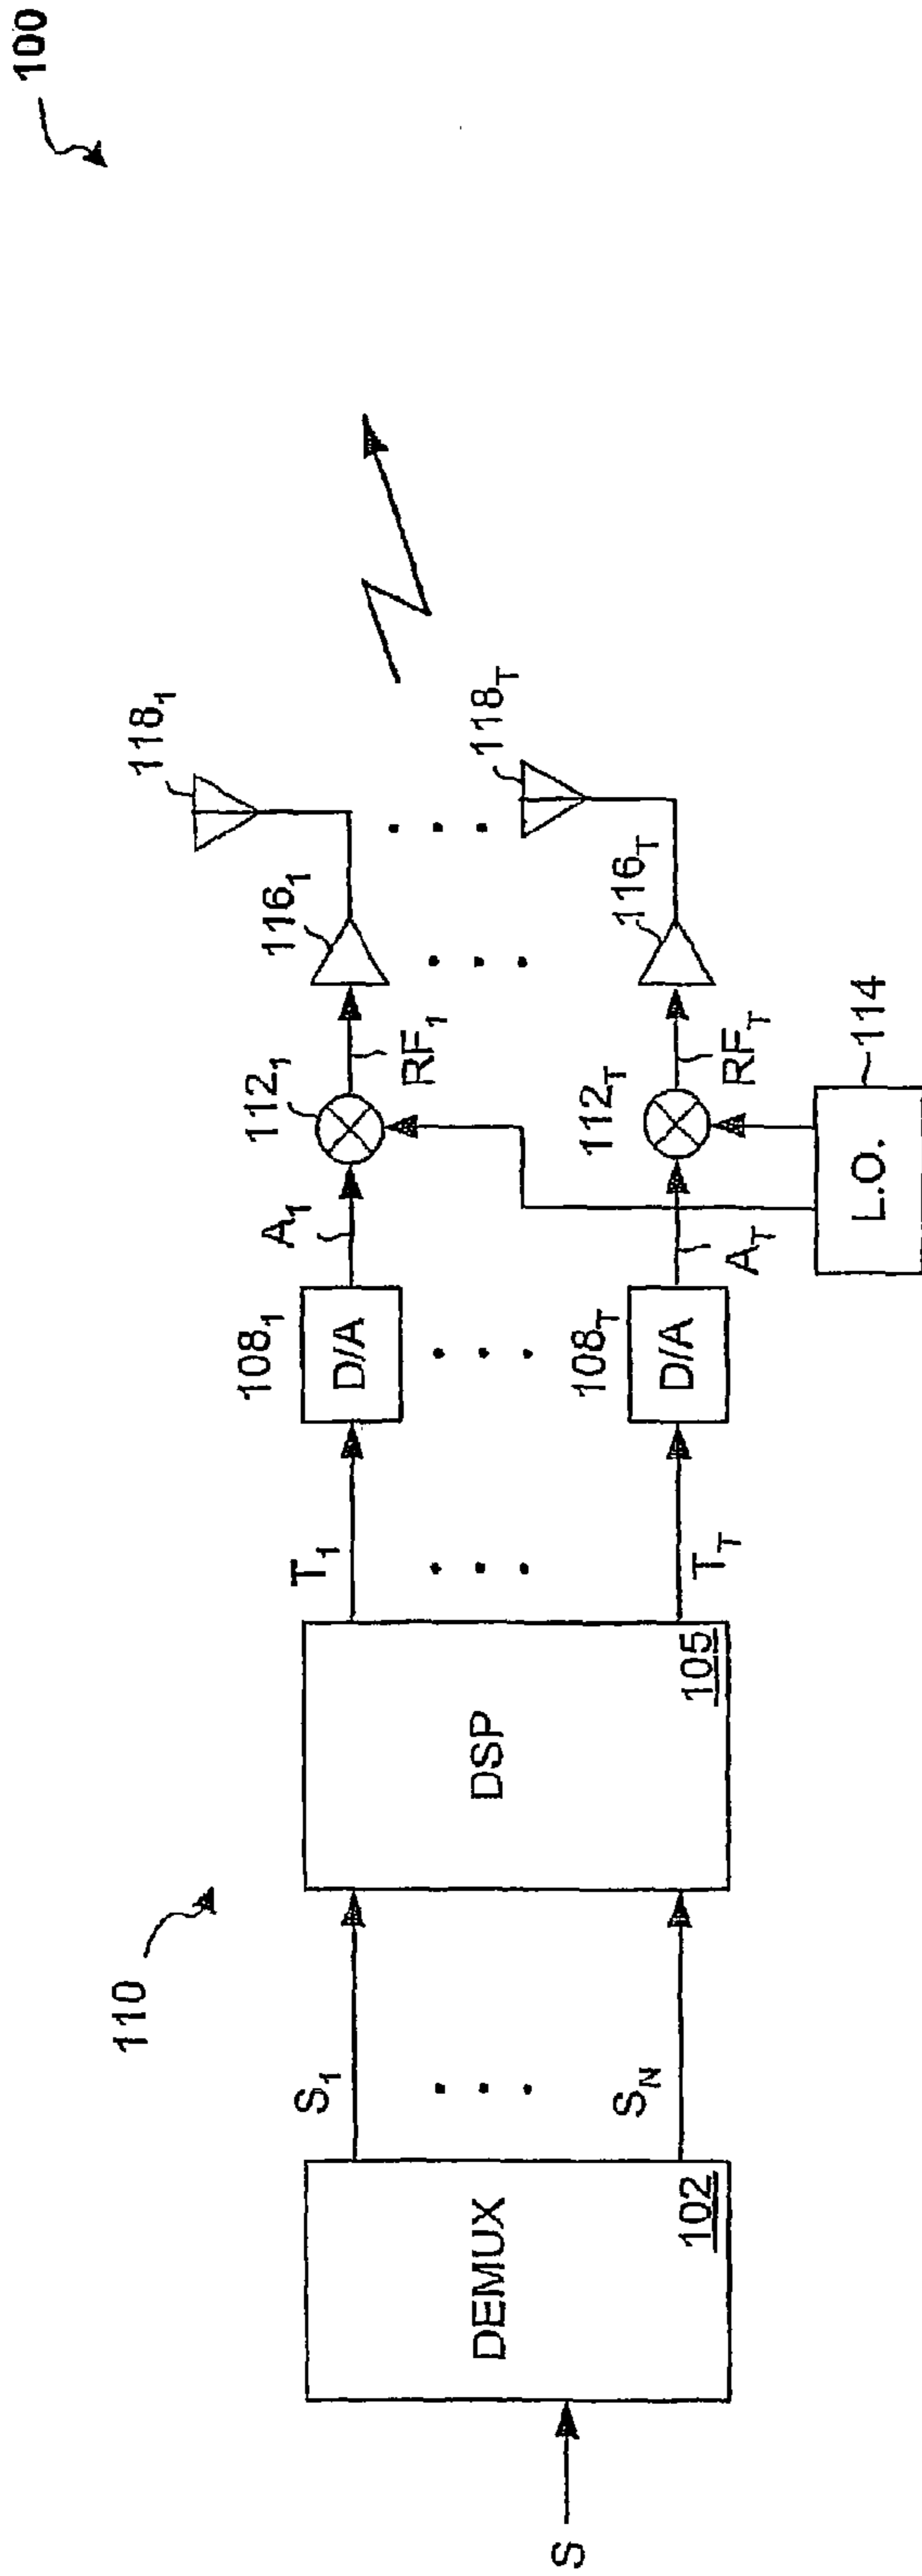 100
110
S
DEMUX
102
S1
SN
DSP
105
T1
TT
1081
D/A
108T
D/A
A1
AT
1121
112T
L.O.
114
RF1
RFT
1161
116T
1181
118T